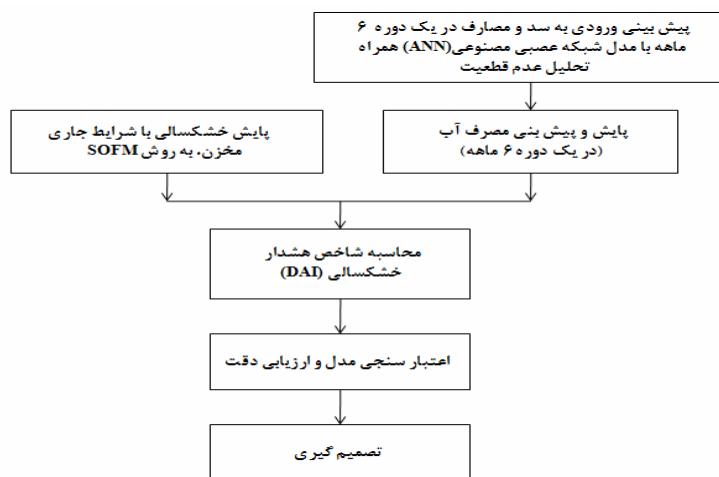 پیش بینی ورودی به سد و مصارف در یک دوره ۶
ماهه با مدل شبکه عصبی مصنوعی(ANN) همراه
تحلیل عدم قطعیت
پایش خشکسالی با شرایط جاری
مخزن، به روش SOFM
پایش و پیش بنی مصرف آب
(در یک دوره ۶ ماهه)
محاسبه شاخص هشدار
خشکسالی (DAI)
اعتبار سنجی مدل و ارزیابی دقت
تصمیم گیری